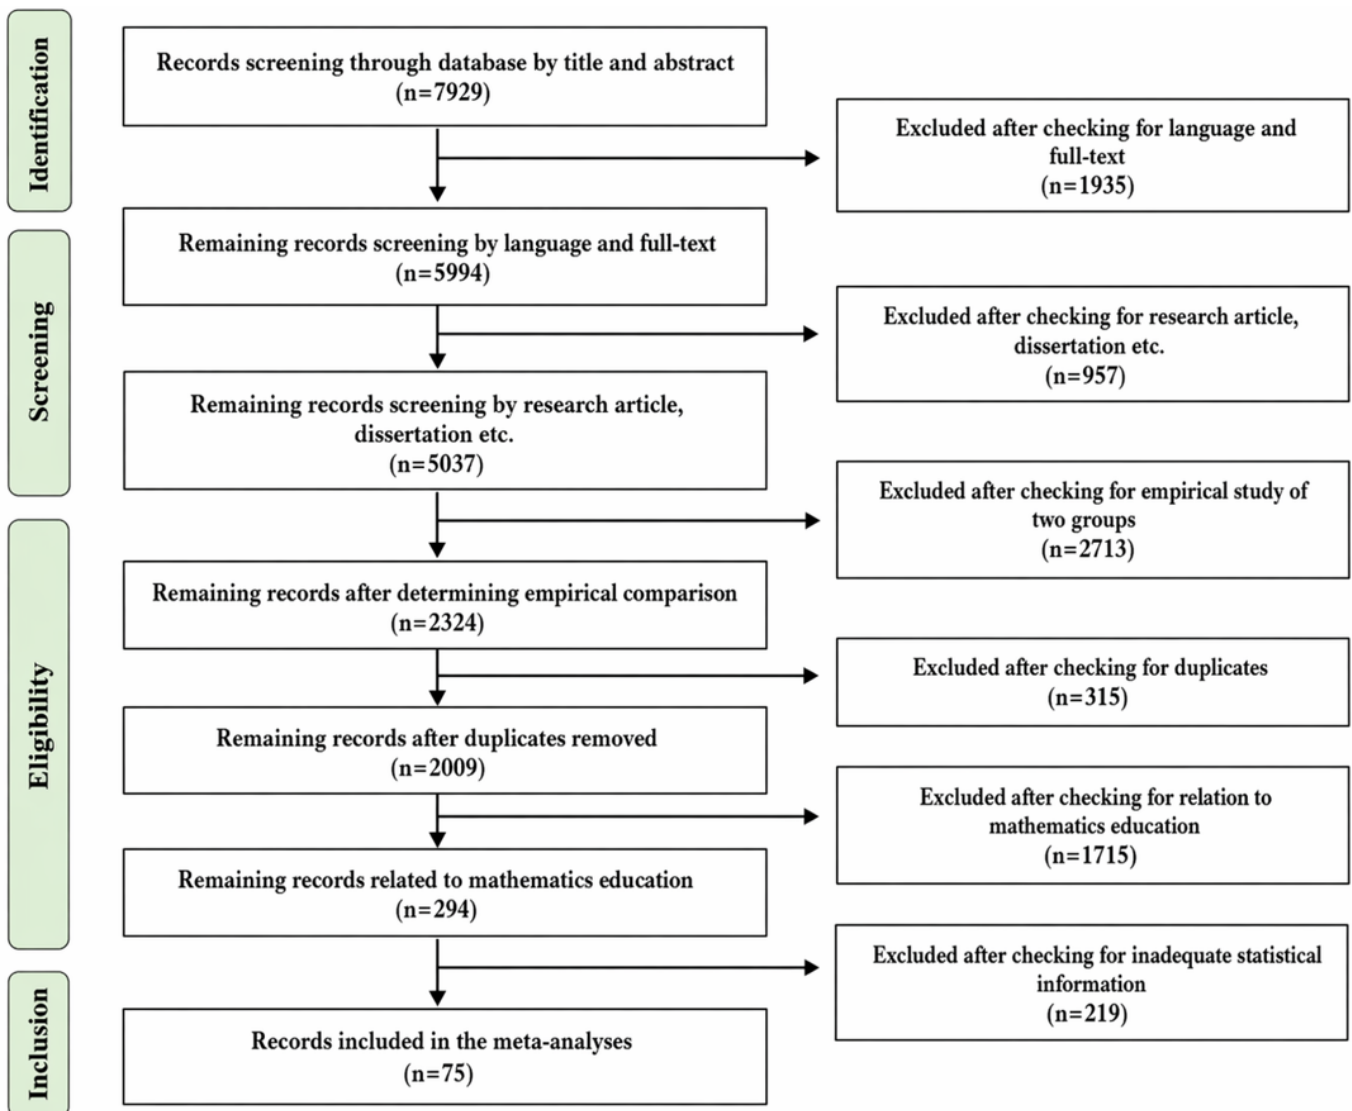 Identification
Records screening through database by title and abstract
(n=7929)
Excluded after checking for language and
full-text
(n=1935)
Screening
Remaining records screening by language and full-text
(n=5994)
Excluded after checking for research article,
dissertation etc.
(n=957)
Remaining records screening by research article,
dissertation etc.
(n=5037)
Excluded after checking for empirical study of
two groups
(n=2713)
Eligibility
Remaining records after determining empirical comparison
(n=2324)
Excluded after checking for duplicates
(n=315)
Remaining records after duplicates removed
(n=2009)
Excluded after checking for relation to
mathematics education
(n=1715)
Remaining records related to mathematics education
(n=294)
Excluded after checking for inadequate statistical
information
(n=219)
Inclusion
Records included in the meta-analyses
(n=75)